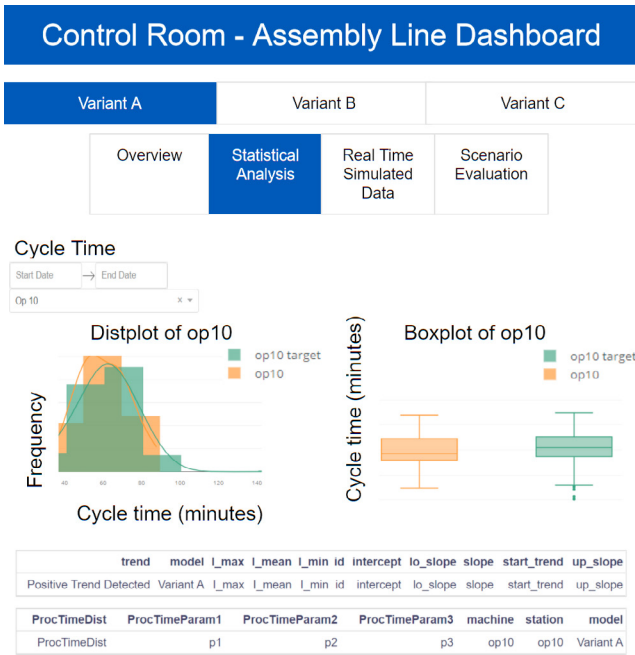 Control Room - Assembly Line Dashboard
Variant A Variant B Variant C
Overview Statistical Analysis Real Time Simulated Data Scenario Evaluation
Cycle Time
Start Date → End Date
Op 10 x
Distplot of op10
op10 target
op10
Frequency
40 60 80 100 120 140
Cycle time (minutes)
Boxplot of op10
op10 target
op10
Cycle time (minutes)
trend model l_max l_mean l_min id intercept lo_slope slope start_trend up_slope
Positive Trend Detected Variant A l_max l_mean l_min id intercept lo_slope slope start_trend up_slope
ProcTimeDist ProcTimeParam1 ProcTimeParam2 ProcTimeParam3 machine station model
ProcTimeDist p1 p2 p3 op10 op10 Variant A